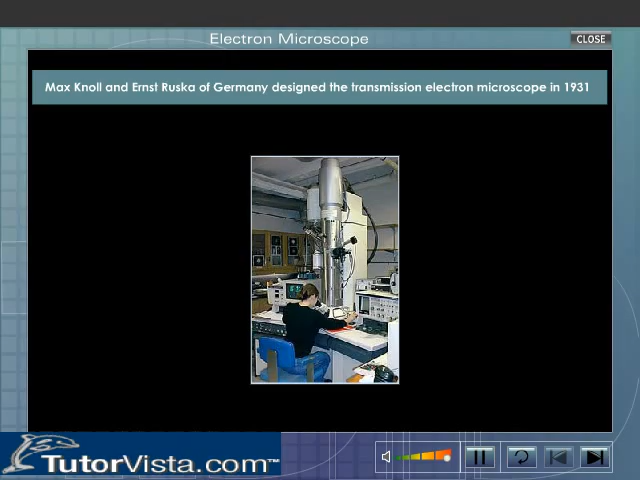 Electron Microscope
CLOSE
Max Knoll and Ernst Ruska of Germany designed the transmission electron microscope in 1931
TutorVista.com™